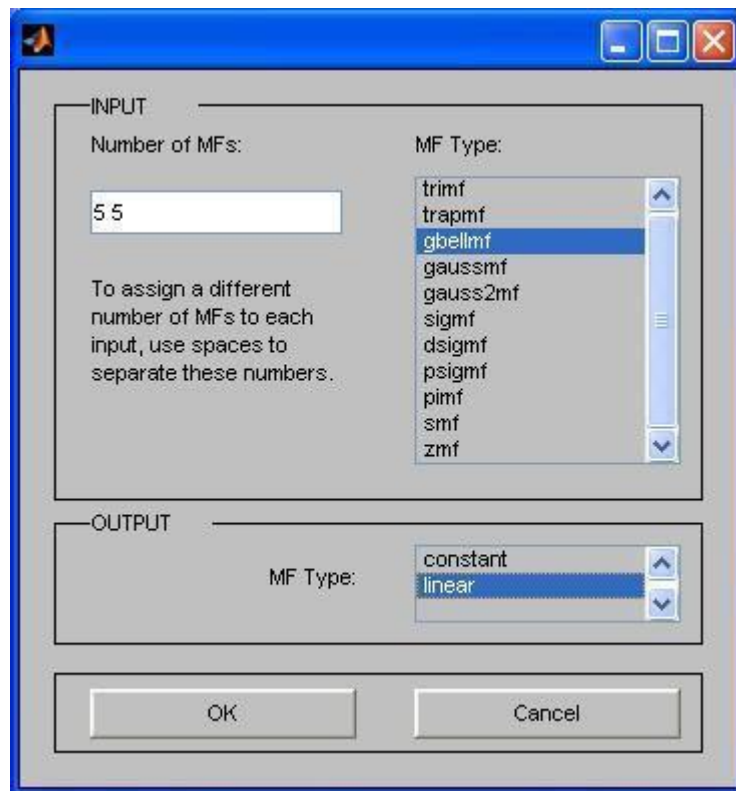 INPUT
Number of MFs:
5 5
To assign a different
number of MFs to each
input, use spaces to
separate these numbers.
MF Type:
trimf
trapmf
gbellmf
gaussmf
gauss2mf
sigmf
dsigmf
psigmf
pimf
smf
zmf
OUTPUT
MF Type:
constant
linear
OK
Cancel